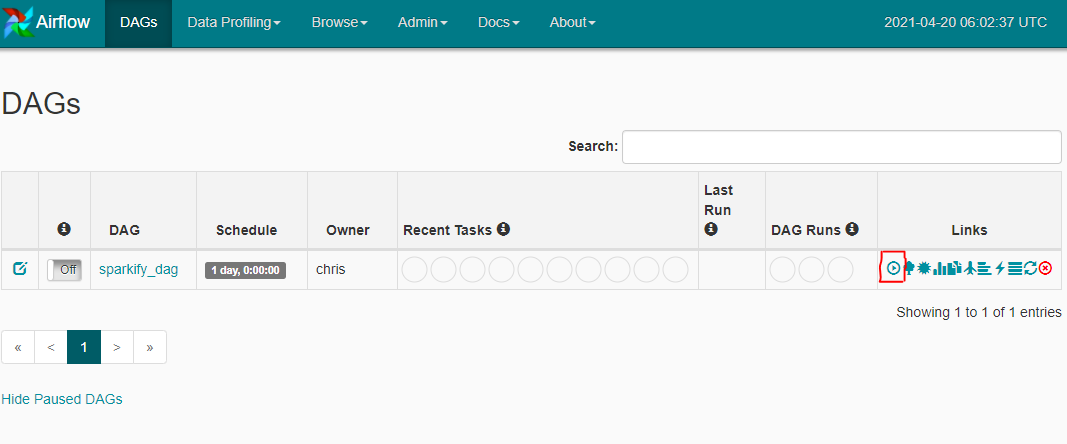 Airflow DAGs Data Profiling Browse Admin Docs About 2021-04-20 06:02:37 UTC
DAGs
Search:
DAG Schedule Owner Recent Tasks Last Run DAG Runs Links
Off sparkify_dag 1 day, 0:00:00 chris
Showing 1 to 1 of 1 entries
« < 1 > »
Hide Paused DAGs